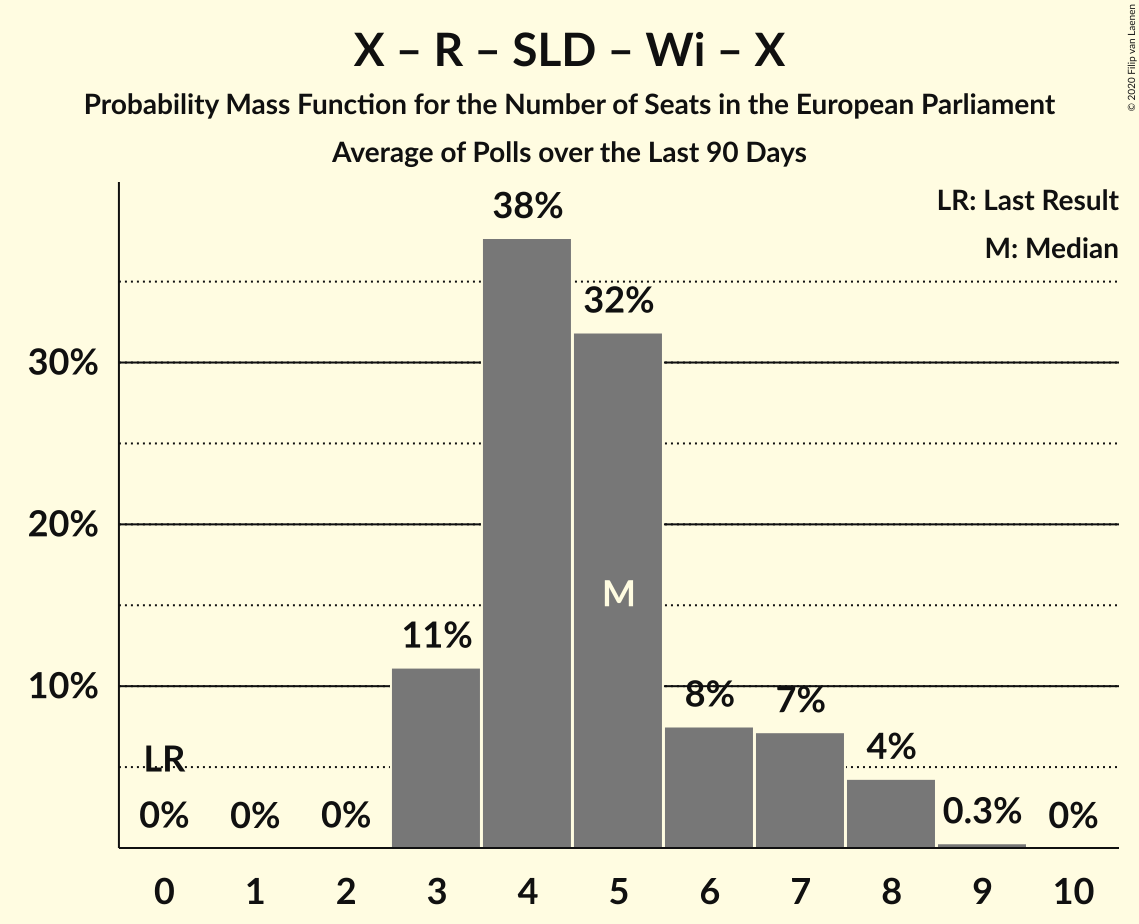 X – R – SLD – Wi – X
Probability Mass Function for the Number of Seats in the European Parliament
Average of Polls over the Last 90 Days
© 2020 Filip van Laenen
LR: Last Result
M: Median
38%
32%
30%
20%
M
11%
10%
8%
7%
4%
LR
0%
0%
0%
0.3%
0%
0 1 2 3 4 5 6 7 8 9 10